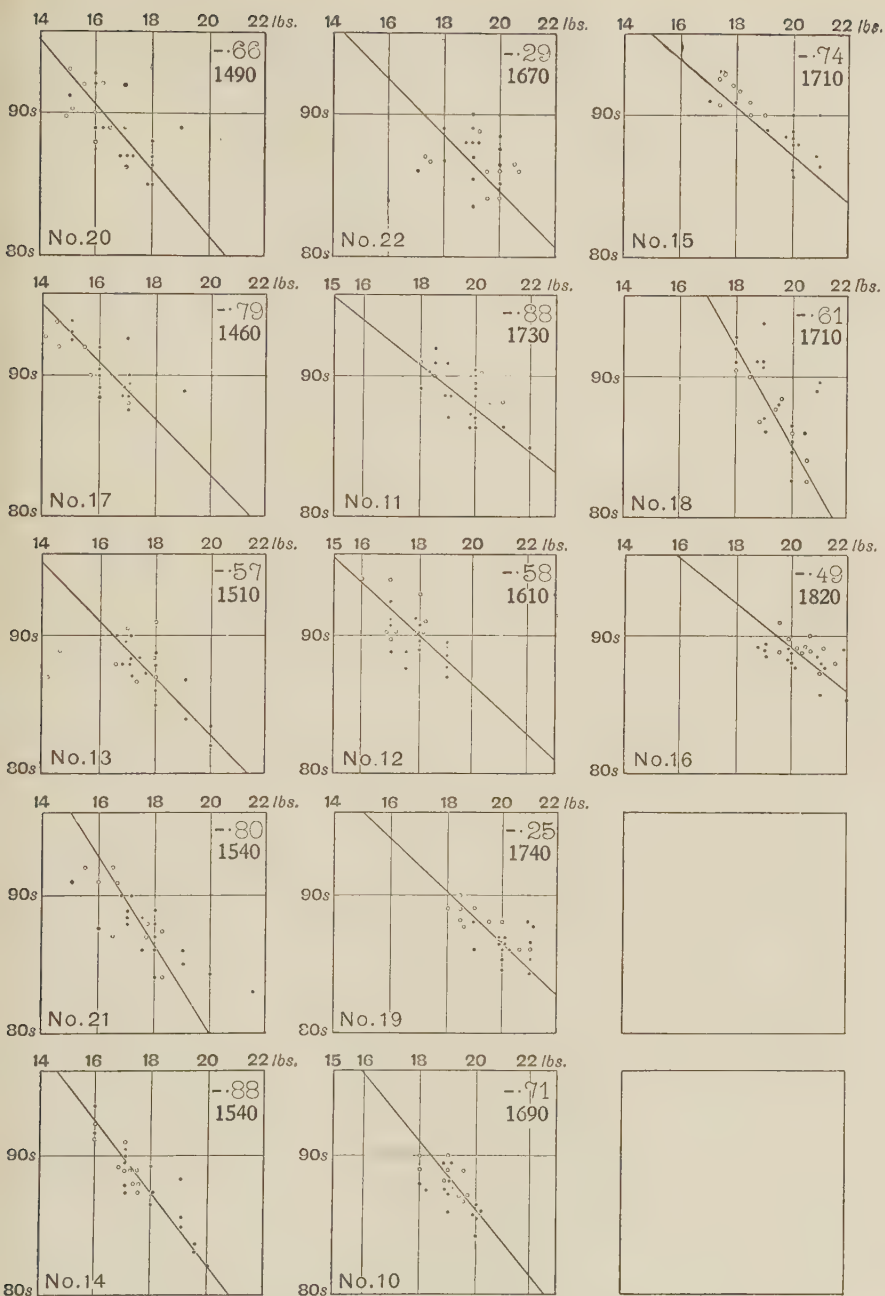 14 16 18 20 22 lbs.
-·66
1490
90s
80s
No.20
14 16 18 20 22 lbs.
-·29
1670
90s
80s
No.22
14 16 18 20 22 lbs.
-·74
1710
90s
80s
No.15
14 16 18 20 22 lbs.
-·79
1460
90s
80s
No.17
15 16 18 20 22 lbs.
-·88
1730
90s
80s
No.11
14 16 18 20 22 lbs.
-·61
1710
90s
80s
No.18
14 16 18 20 22 lbs.
-·57
1510
90s
80s
No.13
15 16 18 20 22 lbs.
-·58
1610
90s
80s
No.12
14 16 18 20 22 lbs.
-·49
1820
90s
80s
No.16
14 16 18 20 22 lbs.
-·80
1540
90s
80s
No.21
14 16 18 20 22 lbs.
-·25
1740
90s
80s
No.19
14 16 18 20 22 lbs.
-·88
1540
90s
80s
No.14
15 16 18 20 22 lbs.
-·71
1690
90s
80s
No.10